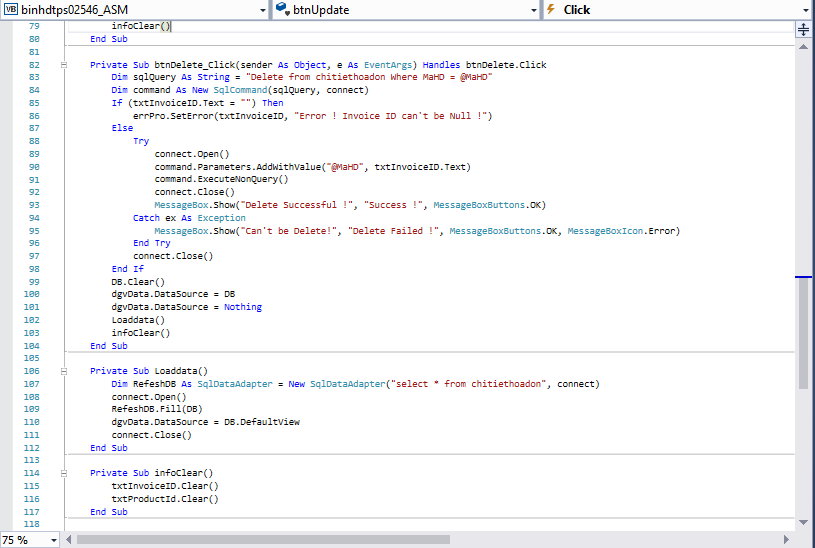 binhdtps02546_ASM btnUpdate Click
79 infoClear()
80 End Sub
81
82 Private Sub btnDelete_Click(sender As Object, e As EventArgs) Handles btnDelete.Click
83 Dim sqlQuery As String = "Delete from chitiethoadon Where MaHD = @MaHD"
84 Dim command As New SqlCommand(sqlQuery, connect)
85 If (txtInvoiceID.Text = "") Then
86 errPro.SetError(txtInvoiceID, "Error ! Invoice ID can't be Null !")
87 Else
88 Try
89 connect.Open()
90 command.Parameters.AddWithValue("@MaHD", txtInvoiceID.Text)
91 command.ExecuteNonQuery()
92 connect.Close()
93 MessageBox.Show("Delete Successful !", "Success !", MessageBoxButtons.OK)
94 Catch ex As Exception
95 MessageBox.Show("Can't be Delete!", "Delete Failed !", MessageBoxButtons.OK, MessageBoxIcon.Error)
96 End Try
97 connect.Close()
98 End If
99 DB.Clear()
100 dgvData.DataSource = DB
101 dgvData.DataSource = Nothing
102 Loaddata()
103 infoClear()
104 End Sub
105
106 Private Sub Loaddata()
107 Dim RefeshDB As SqlDataAdapter = New SqlDataAdapter("select * from chitiethoadon", connect)
108 connect.Open()
109 RefeshDB.Fill(DB)
110 dgvData.DataSource = DB.DefaultView
111 connect.Close()
112 End Sub
113
114 Private Sub infoClear()
115 txtInvoiceID.Clear()
116 txtProductId.Clear()
117 End Sub
118
75 %